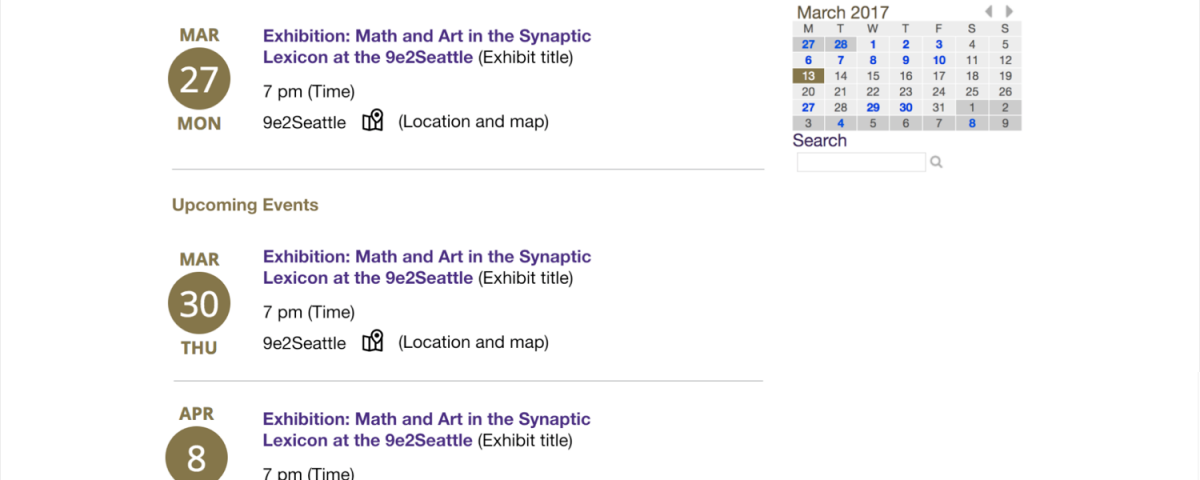 MAR
27
MON
Exhibition: Math and Art in the Synaptic
Lexicon at the 9e2Seattle (Exhibit title)
7 pm (Time)
9e2Seattle (Location and map)
Upcoming Events
MAR
30
THU
Exhibition: Math and Art in the Synaptic
Lexicon at the 9e2Seattle (Exhibit title)
7 pm (Time)
9e2Seattle (Location and map)
APR
8
Exhibition: Math and Art in the Synaptic
Lexicon at the 9e2Seattle (Exhibit title)
7 pm (Time)
March 2017
M T W T F S S
27 28 1 2 3 4 5
6 7 8 9 10 11 12
13 14 15 16 17 18 19
20 21 22 23 24 25 26
27 28 29 30 31 1 2
3 4 5 6 7 8 9
Search